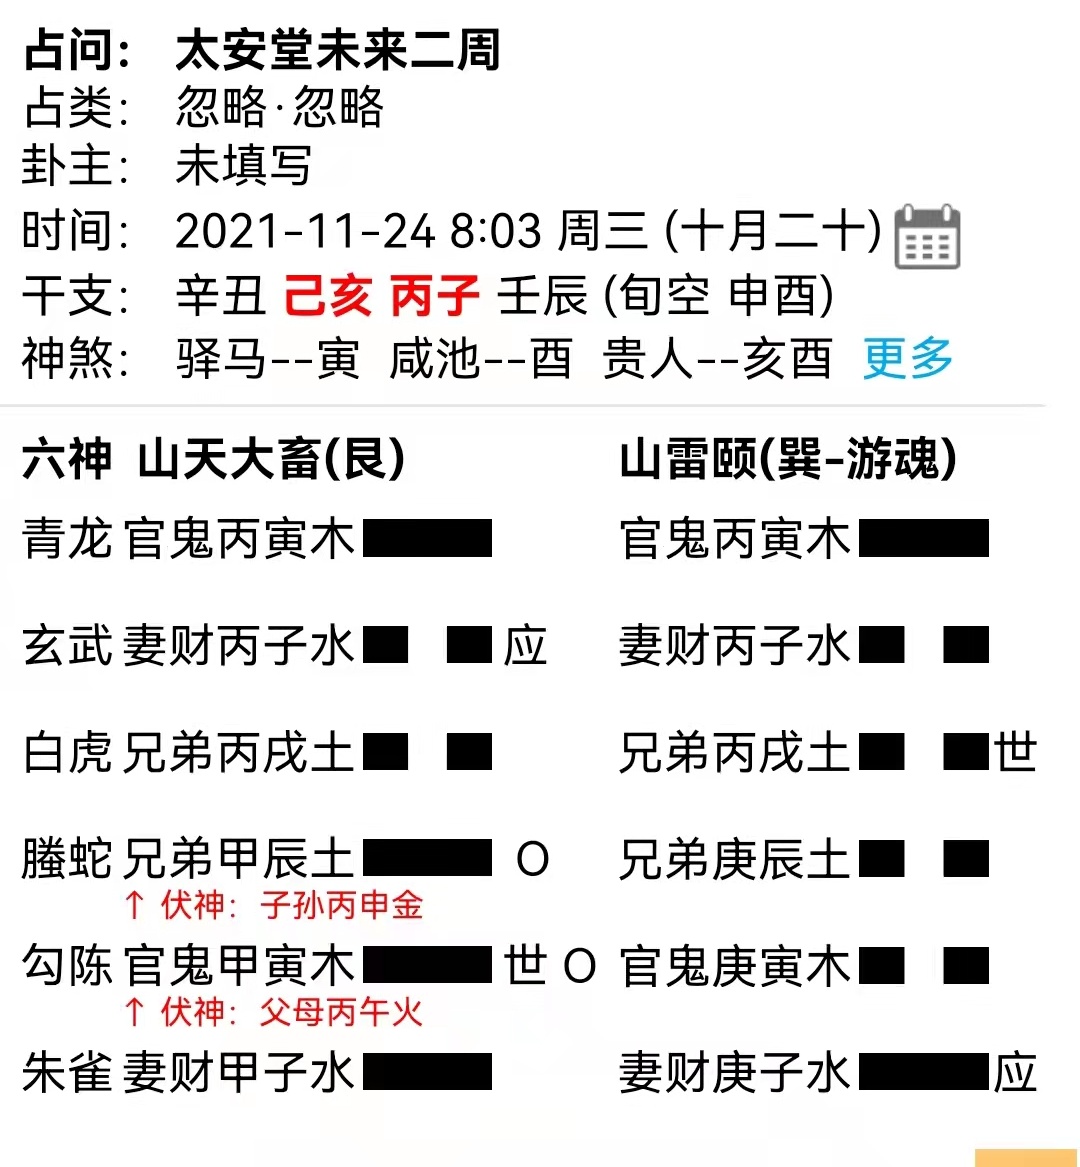 占问： 太安堂未来二周
占类： 忽略·忽略
卦主： 未填写
时间： 2021-11-24 8:03 周三 (十月二十)
干支： 辛丑 己亥 丙子 壬辰 (旬空 申酉)
神煞： 驿马--寅 咸池--酉 贵人--亥酉 更多
六神 山天大畜(艮) 山雷颐(巽-游魂)
青龙 官鬼丙寅木 官鬼丙寅木
玄武 妻财丙子水 应 妻财丙子水
白虎 兄弟丙戌土 兄弟丙戌土 世
螣蛇 兄弟甲辰土 O 兄弟庚辰土
↑ 伏神：子孙丙申金
勾陈 官鬼甲寅木 世 O 官鬼庚寅木
↑ 伏神：父母丙午火
朱雀 妻财甲子水 妻财庚子水 应